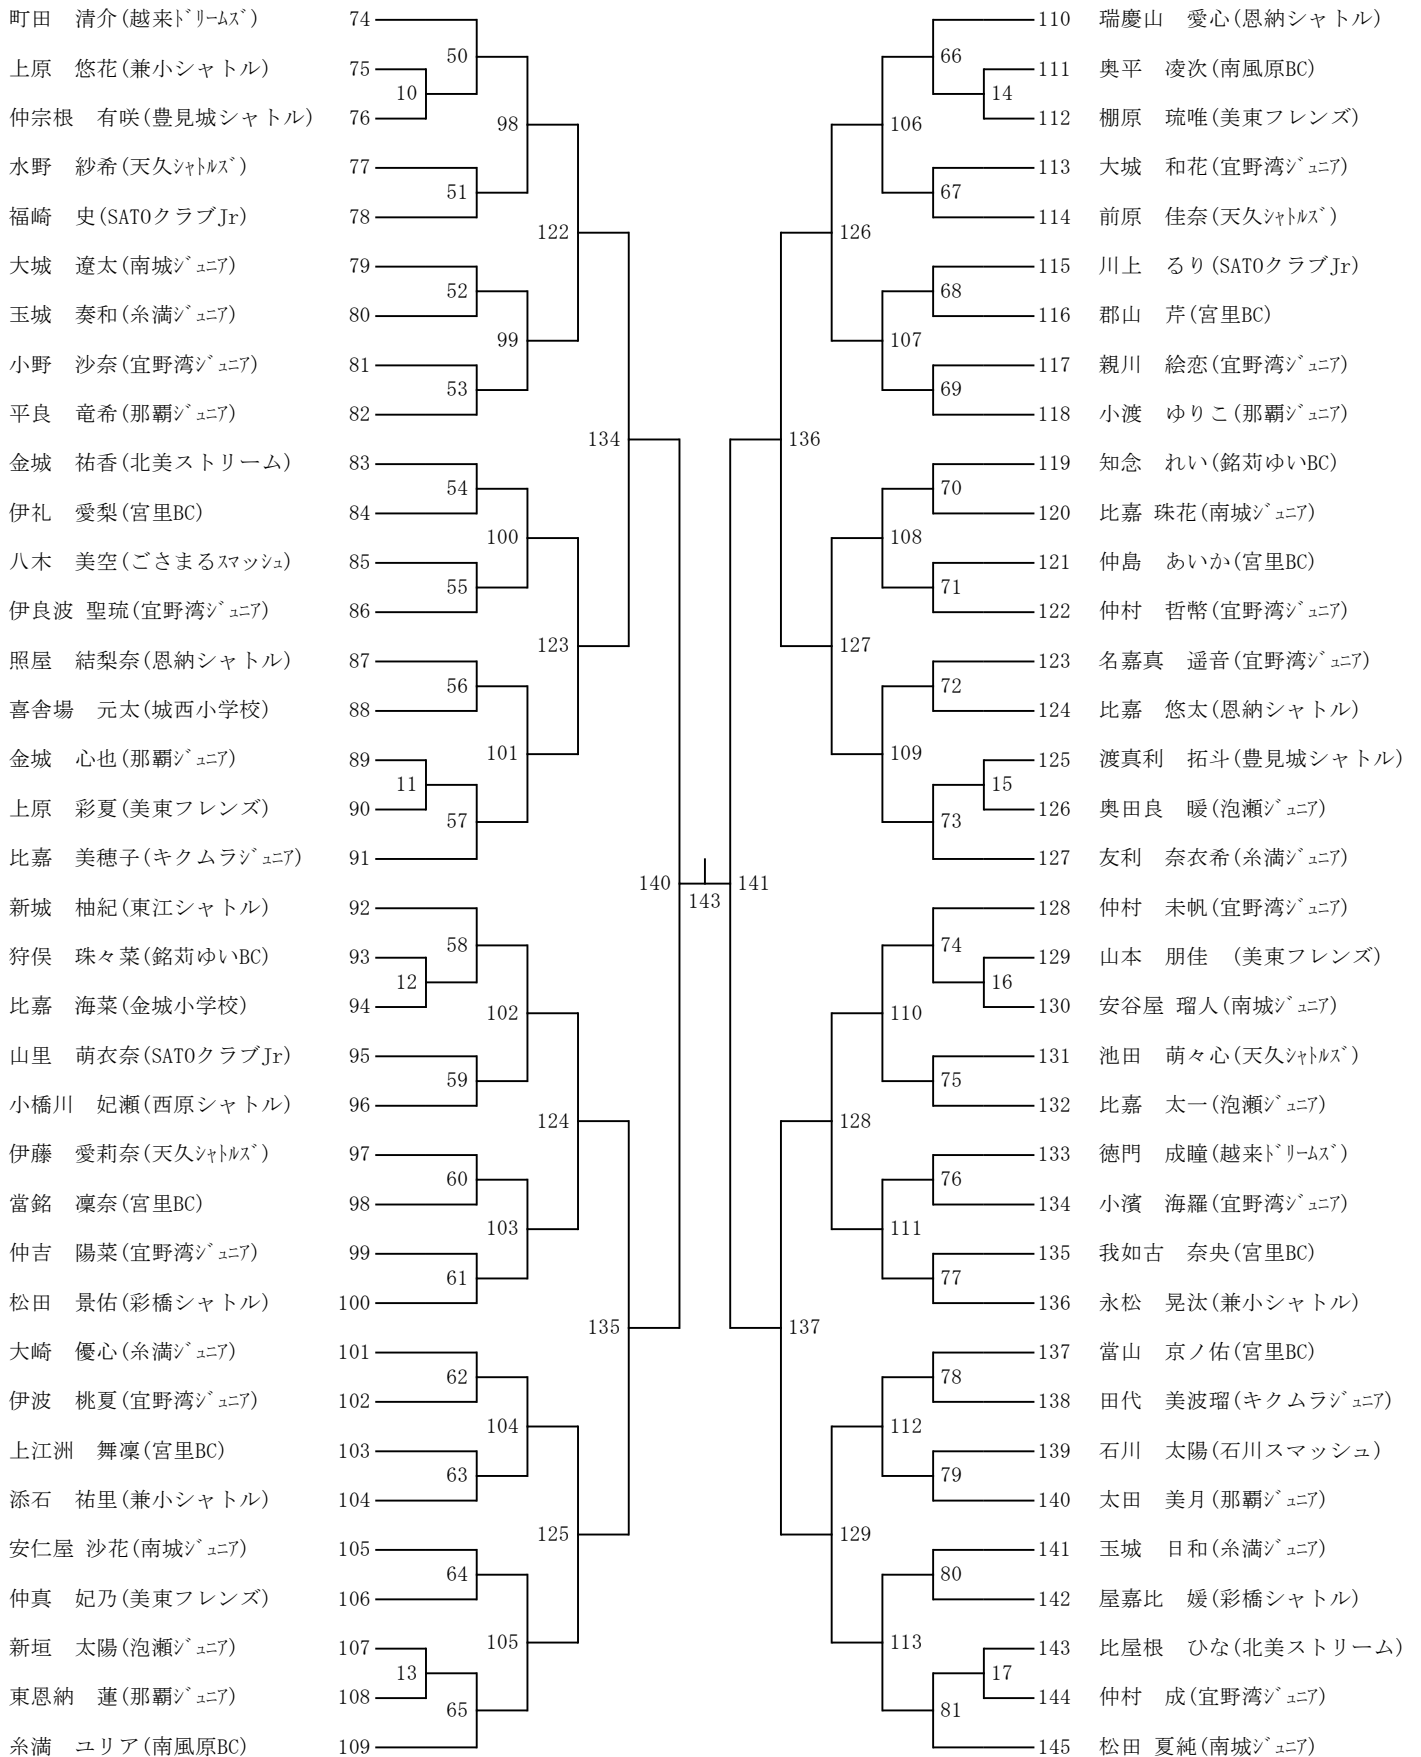 町田　清介(越来ﾄﾞﾘｰﾑｽﾞ)　74
上原　悠花(兼小シャトル)　75
仲宗根　有咲(豊見城シャトル)　76
水野　紗希(天久ｼｬﾄﾙｽﾞ)　77
福崎　史(SATOクラブJr)　78
大城　遼太(南城ｼﾞｭﾆｱ)　79
玉城　奏和(糸満ｼﾞｭﾆｱ)　80
小野　沙奈(宜野湾ｼﾞｭﾆｱ)　81
平良　竜希(那覇ｼﾞｭﾆｱ)　82
金城　祐香(北美ストリーム)　83
伊礼　愛梨(宮里BC)　84
八木　美空(ごさまるｽﾏｯｼｭ)　85
伊良波 聖琉(宜野湾ｼﾞｭﾆｱ)　86
照屋　結梨奈(恩納シャトル)　87
喜舎場　元太(城西小学校)　88
金城　心也(那覇ｼﾞｭﾆｱ)　89
上原　彩夏(美東フレンズ)　90
比嘉　美穂子(キクムラｼﾞｭﾆｱ)　91
新城　柚紀(東江シャトル)　92
狩俣　珠々菜(銘苅ゆいBC)　93
比嘉　海菜(金城小学校)　94
山里　萌衣奈(SATOクラブJr)　95
小橋川　妃瀬(西原シャトル)　96
伊藤　愛莉奈(天久ｼｬﾄﾙｽﾞ)　97
當銘　凜奈(宮里BC)　98
仲吉　陽菜(宜野湾ｼﾞｭﾆｱ)　99
松田　景佑(彩橋シャトル)　100
大崎　優心(糸満ｼﾞｭﾆｱ)　101
伊波　桃夏(宜野湾ｼﾞｭﾆｱ)　102
上江洲　舞凜(宮里BC)　103
添石　祐里(兼小シャトル)　104
安仁屋 沙花(南城ｼﾞｭﾆｱ)　105
仲真　妃乃(美東フレンズ)　106
新垣　太陽(泡瀬ｼﾞｭﾆｱ)　107
東恩納　蓮(那覇ｼﾞｭﾆｱ)　108
糸満　ユリア(南風原BC)　109
10
11
12
13
50
51
52
53
54
55
56
57
58
59
60
61
62
63
64
65
98
99
100
101
102
103
104
105
122
123
124
125
134
135
140
143
141
136
137
126
127
128
129
106
107
108
109
110
111
112
113
66
67
68
69
70
71
72
73
74
75
76
77
78
79
80
81
14
15
16
17
110　瑞慶山　愛心(恩納シャトル)
111　奥平　凌次(南風原BC)
112　棚原　琉唯(美東フレンズ)
113　大城　和花(宜野湾ｼﾞｭﾆｱ)
114　前原　佳奈(天久ｼｬﾄﾙｽﾞ)
115　川上　るり(SATOクラブJr)
116　郡山　芹(宮里BC)
117　親川　絵恋(宜野湾ｼﾞｭﾆｱ)
118　小渡　ゆりこ(那覇ｼﾞｭﾆｱ)
119　知念　れい(銘苅ゆいBC)
120　比嘉 珠花(南城ｼﾞｭﾆｱ)
121　仲島　あいか(宮里BC)
122　仲村　哲幣(宜野湾ｼﾞｭﾆｱ)
123　名嘉真　遥音(宜野湾ｼﾞｭﾆｱ)
124　比嘉　悠太(恩納シャトル)
125　渡真利　拓斗(豊見城シャトル)
126　奥田良　暖(泡瀬ｼﾞｭﾆｱ)
127　友利　奈衣希(糸満ｼﾞｭﾆｱ)
128　仲村　未帆(宜野湾ｼﾞｭﾆｱ)
129　山本　朋佳　(美東フレンズ)
130　安谷屋 瑠人(南城ｼﾞｭﾆｱ)
131　池田　萌々心(天久ｼｬﾄﾙｽﾞ)
132　比嘉　太一(泡瀬ｼﾞｭﾆｱ)
133　徳門　成瞳(越来ﾄﾞﾘｰﾑｽﾞ)
134　小濱　海羅(宜野湾ｼﾞｭﾆｱ)
135　我如古　奈央(宮里BC)
136　永松　晃汰(兼小シャトル)
137　當山　京ノ佑(宮里BC)
138　田代　美波瑠(キクムラｼﾞｭﾆｱ)
139　石川　太陽(石川スマッシュ)
140　太田　美月(那覇ｼﾞｭﾆｱ)
141　玉城　日和(糸満ｼﾞｭﾆｱ)
142　屋嘉比　媛(彩橋シャトル)
143　比屋根　ひな(北美ストリーム)
144　仲村　成(宜野湾ｼﾞｭﾆｱ)
145　松田 夏純(南城ｼﾞｭﾆｱ)